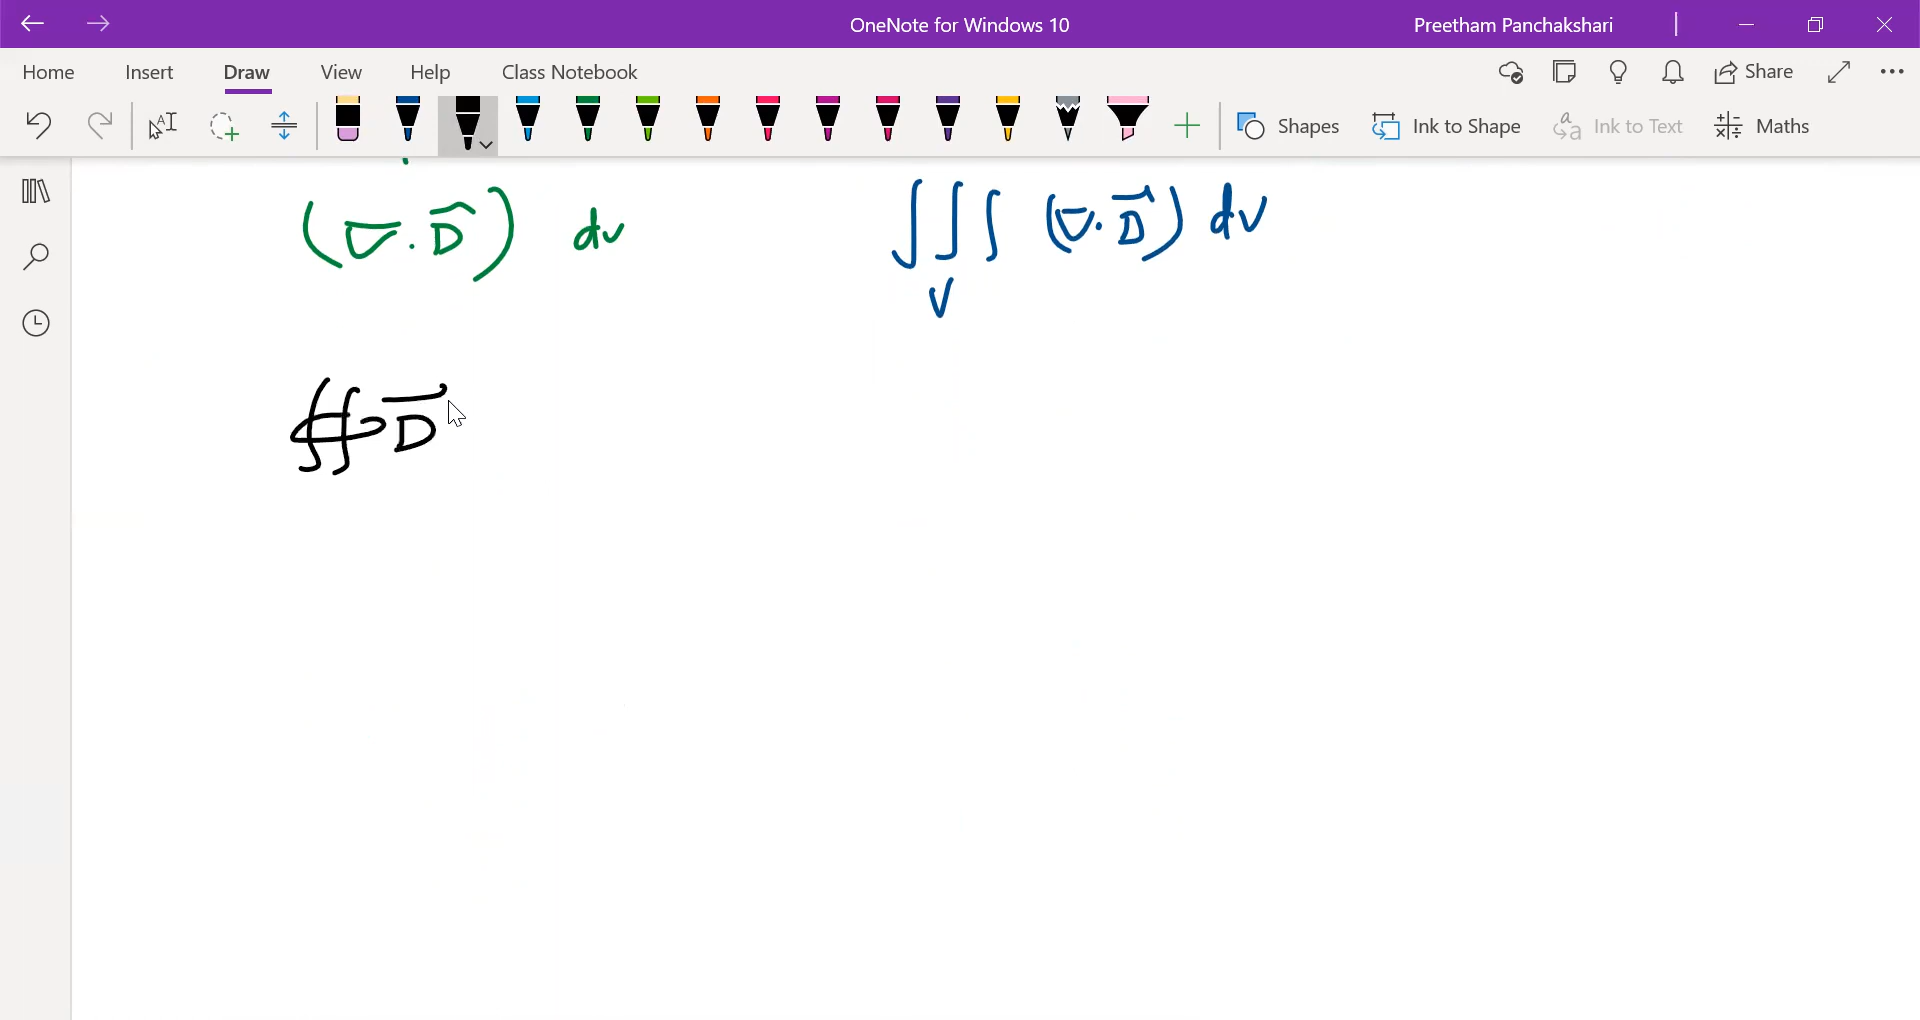 OneNote for Windows 10 Preetham Panchakshari
Home Insert Draw View Help Class Notebook Share
Shapes Ink to Shape Ink to Text Maths
(∇.D⃗) dv ∫∫∫ (∇.D⃗) dv
v
∯D⃗